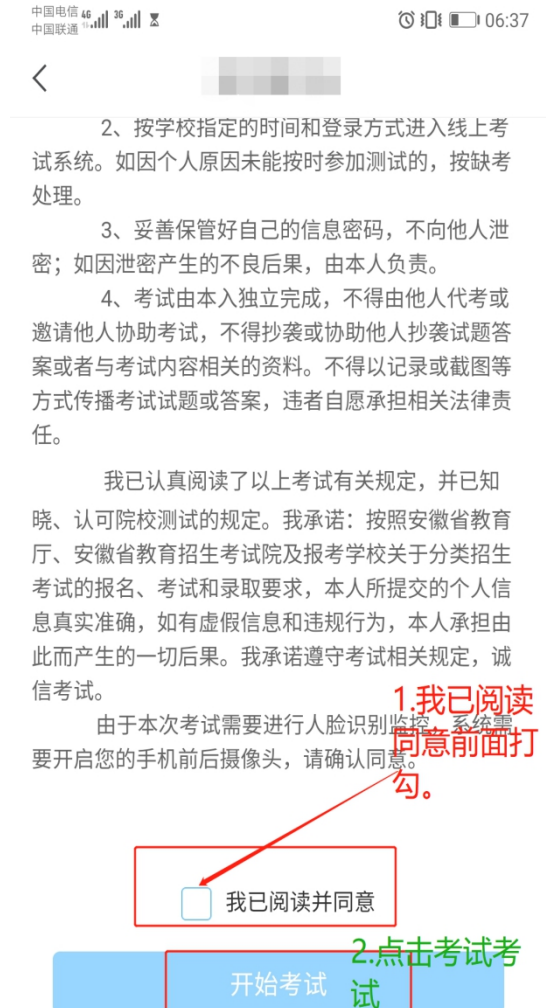 中国电信 4G 3G
中国联通
06:37
2、按学校指定的时间和登录方式进入线上考
试系统。如因个人原因未能按时参加测试的，按缺考
处理。
3、妥善保管好自己的信息密码，不向他人泄
密；如因泄密产生的不良后果，由本人负责。
4、考试由本入独立完成，不得由他人代考或
邀请他人协助考试，不得抄袭或协助他人抄袭试题答
案或者与考试内容相关的资料。不得以记录或截图等
方式传播考试试题或答案，违者自愿承担相关法律责
任。
我已认真阅读了以上考试有关规定，并已知
晓、认可院校测试的规定。我承诺：按照安徽省教育
厅、安徽省教育招生考试院及报考学校关于分类招生
考试的报名、考试和录取要求，本人所提交的个人信
息真实准确，如有虚假信息和违规行为，本人承担由
此而产生的一切后果。我承诺遵守考试相关规定，诚
信考试。
由于本次考试需要进行人脸识别监控，系统需
要开启您的手机前后摄像头，请确认同意。
1.我已阅读
同意前面打
勾。
我已阅读并同意
2.点击考试考
试
开始考试